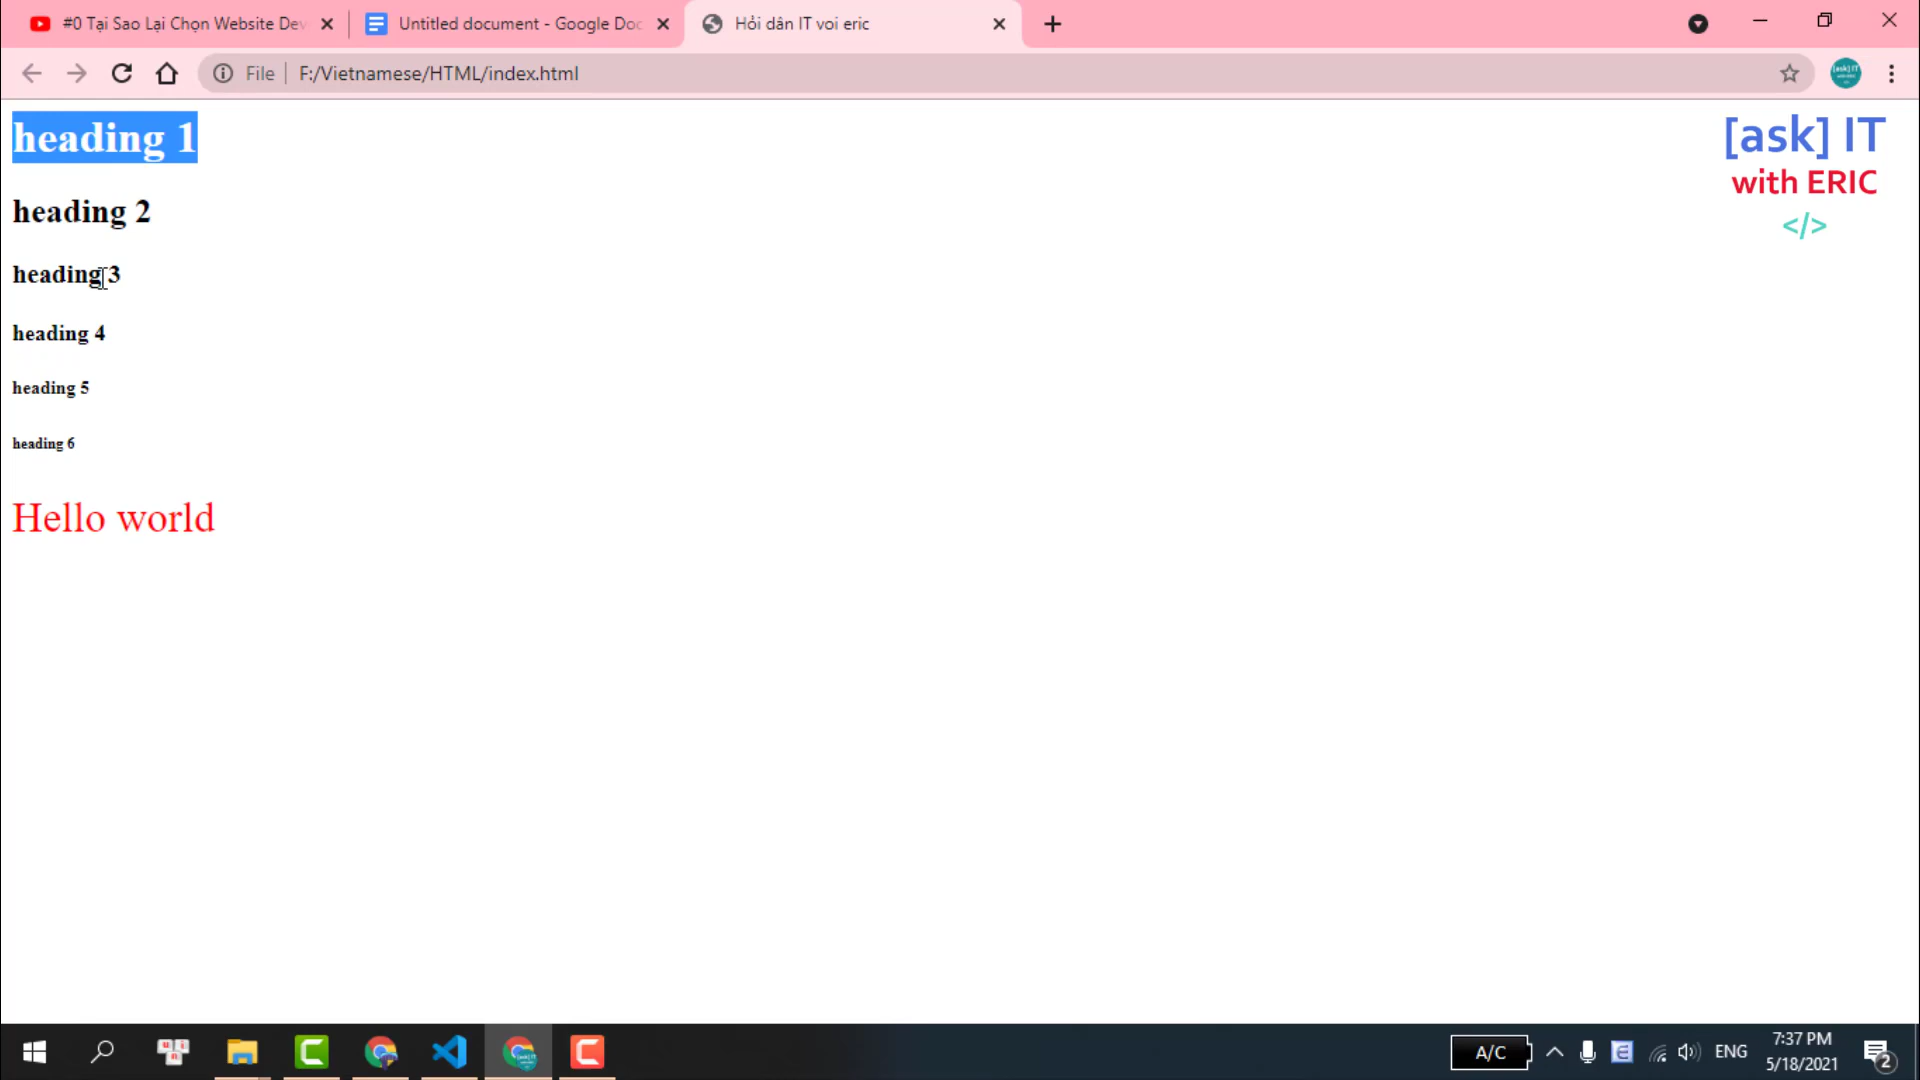 #0 Tại Sao Lại Chọn Website Dev
Untitled document - Google Doc
Hỏi dân IT voi eric
File
F:/Vietnamese/HTML/index.html
[ask] IT
with ERIC
</>
heading 1
heading 2
heading 3
heading 4
heading 5
heading 6
Hello world
A/C
ENG
7:37 PM
5/18/2021
2